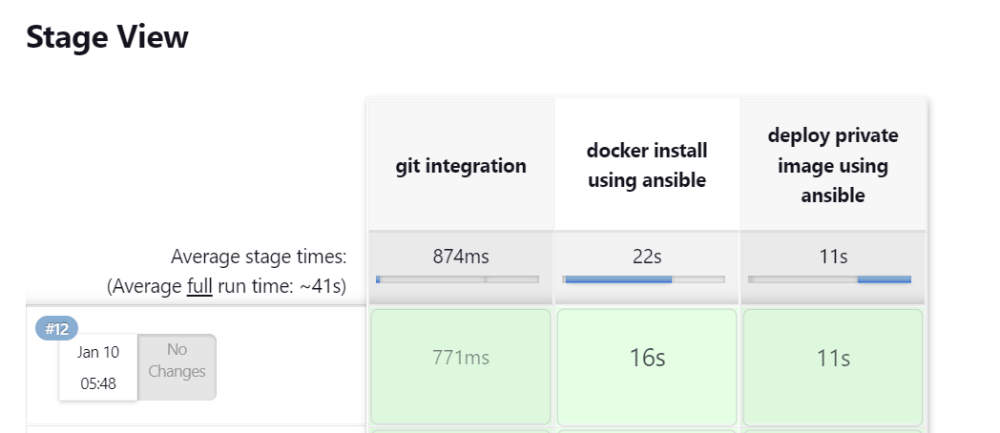 Stage View
git integration
docker install
using ansible
deploy private
image using
ansible
Average stage times:
(Average full run time: ~41s)
874ms
22s
11s
#12
Jan 10
05:48
No
Changes
771ms
16s
11s